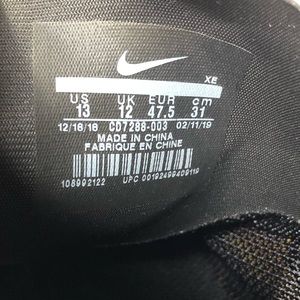 XE
US UK EUR cm
13 12 47.5 31
12/16/18 CD7288-003 02/11/19
MADE IN CHINA
FABRIQUE EN CHINE
108992122 UPC 00192499409119